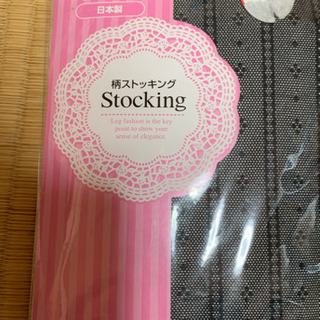 日本製
柄ストッキング
Stocking
Leg fashion is the key
point to show your
sense of elegance.